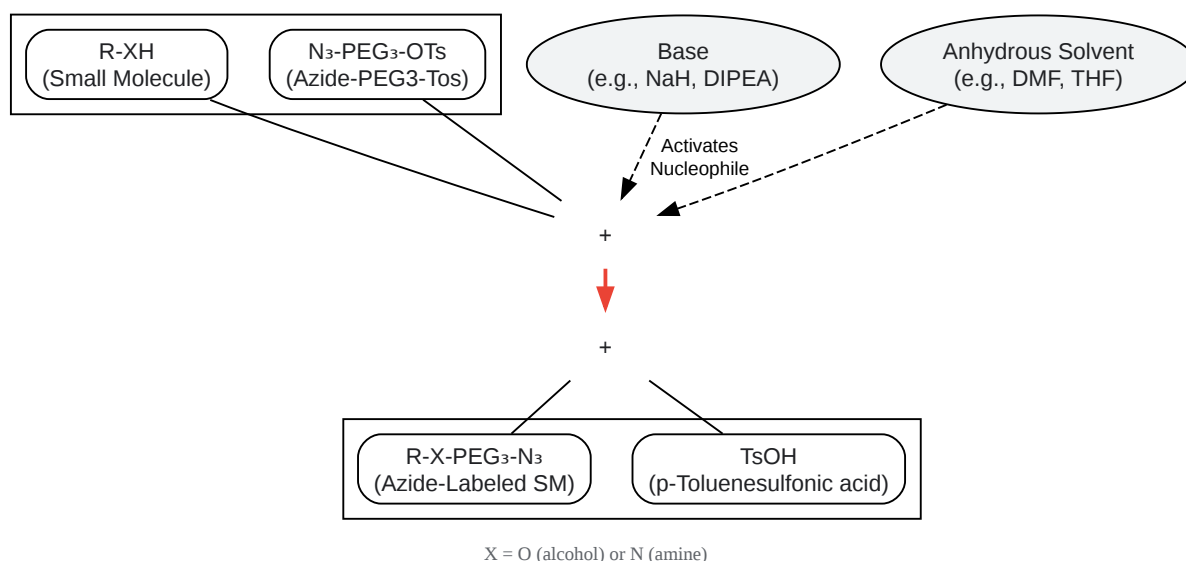 R-XH
(Small Molecule)
N₃-PEG₃-OTs
(Azide-PEG3-Tos)
Base
(e.g., NaH, DIPEA)
Anhydrous Solvent
(e.g., DMF, THF)
Activates
Nucleophile
+
+
R-X-PEG₃-N₃
(Azide-Labeled SM)
TsOH
(p-Toluenesulfonic acid)
X = O (alcohol) or N (amine)